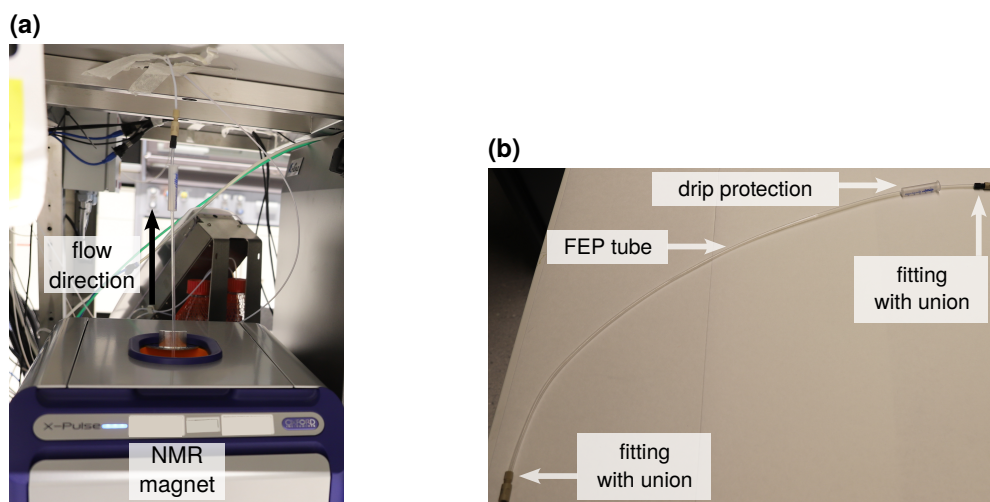 (a)
flow
direction
X-Pulse
NMR
magnet
(b)
drip protection
FEP tube
fitting
with union
fitting
with union